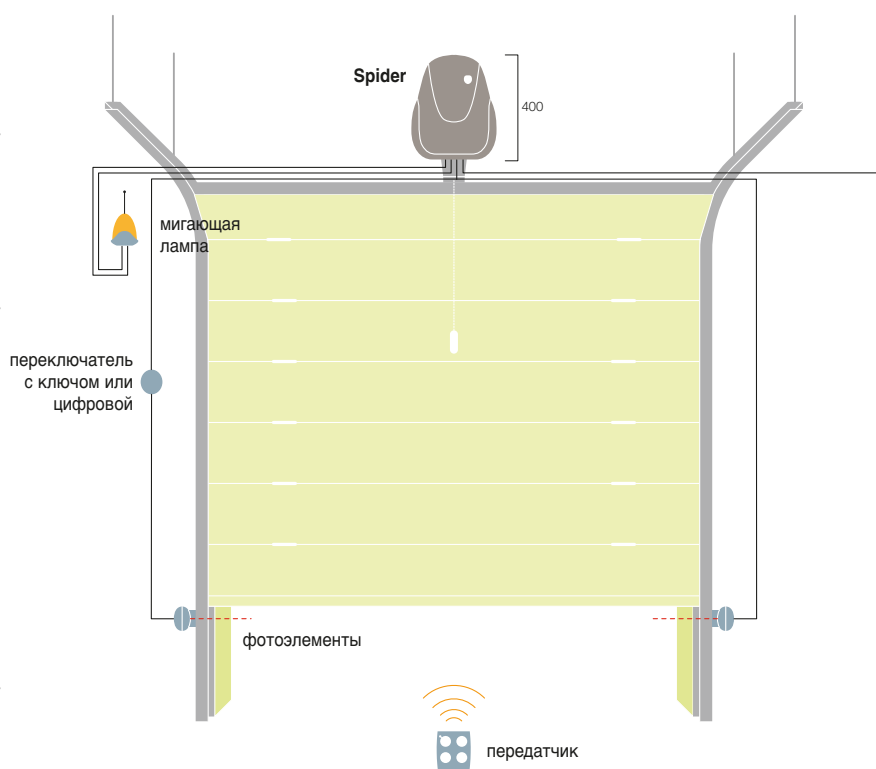 Spider
400
мигающая
лампа
переключатель
с ключом или
цифровой
фотоэлементы
передатчик